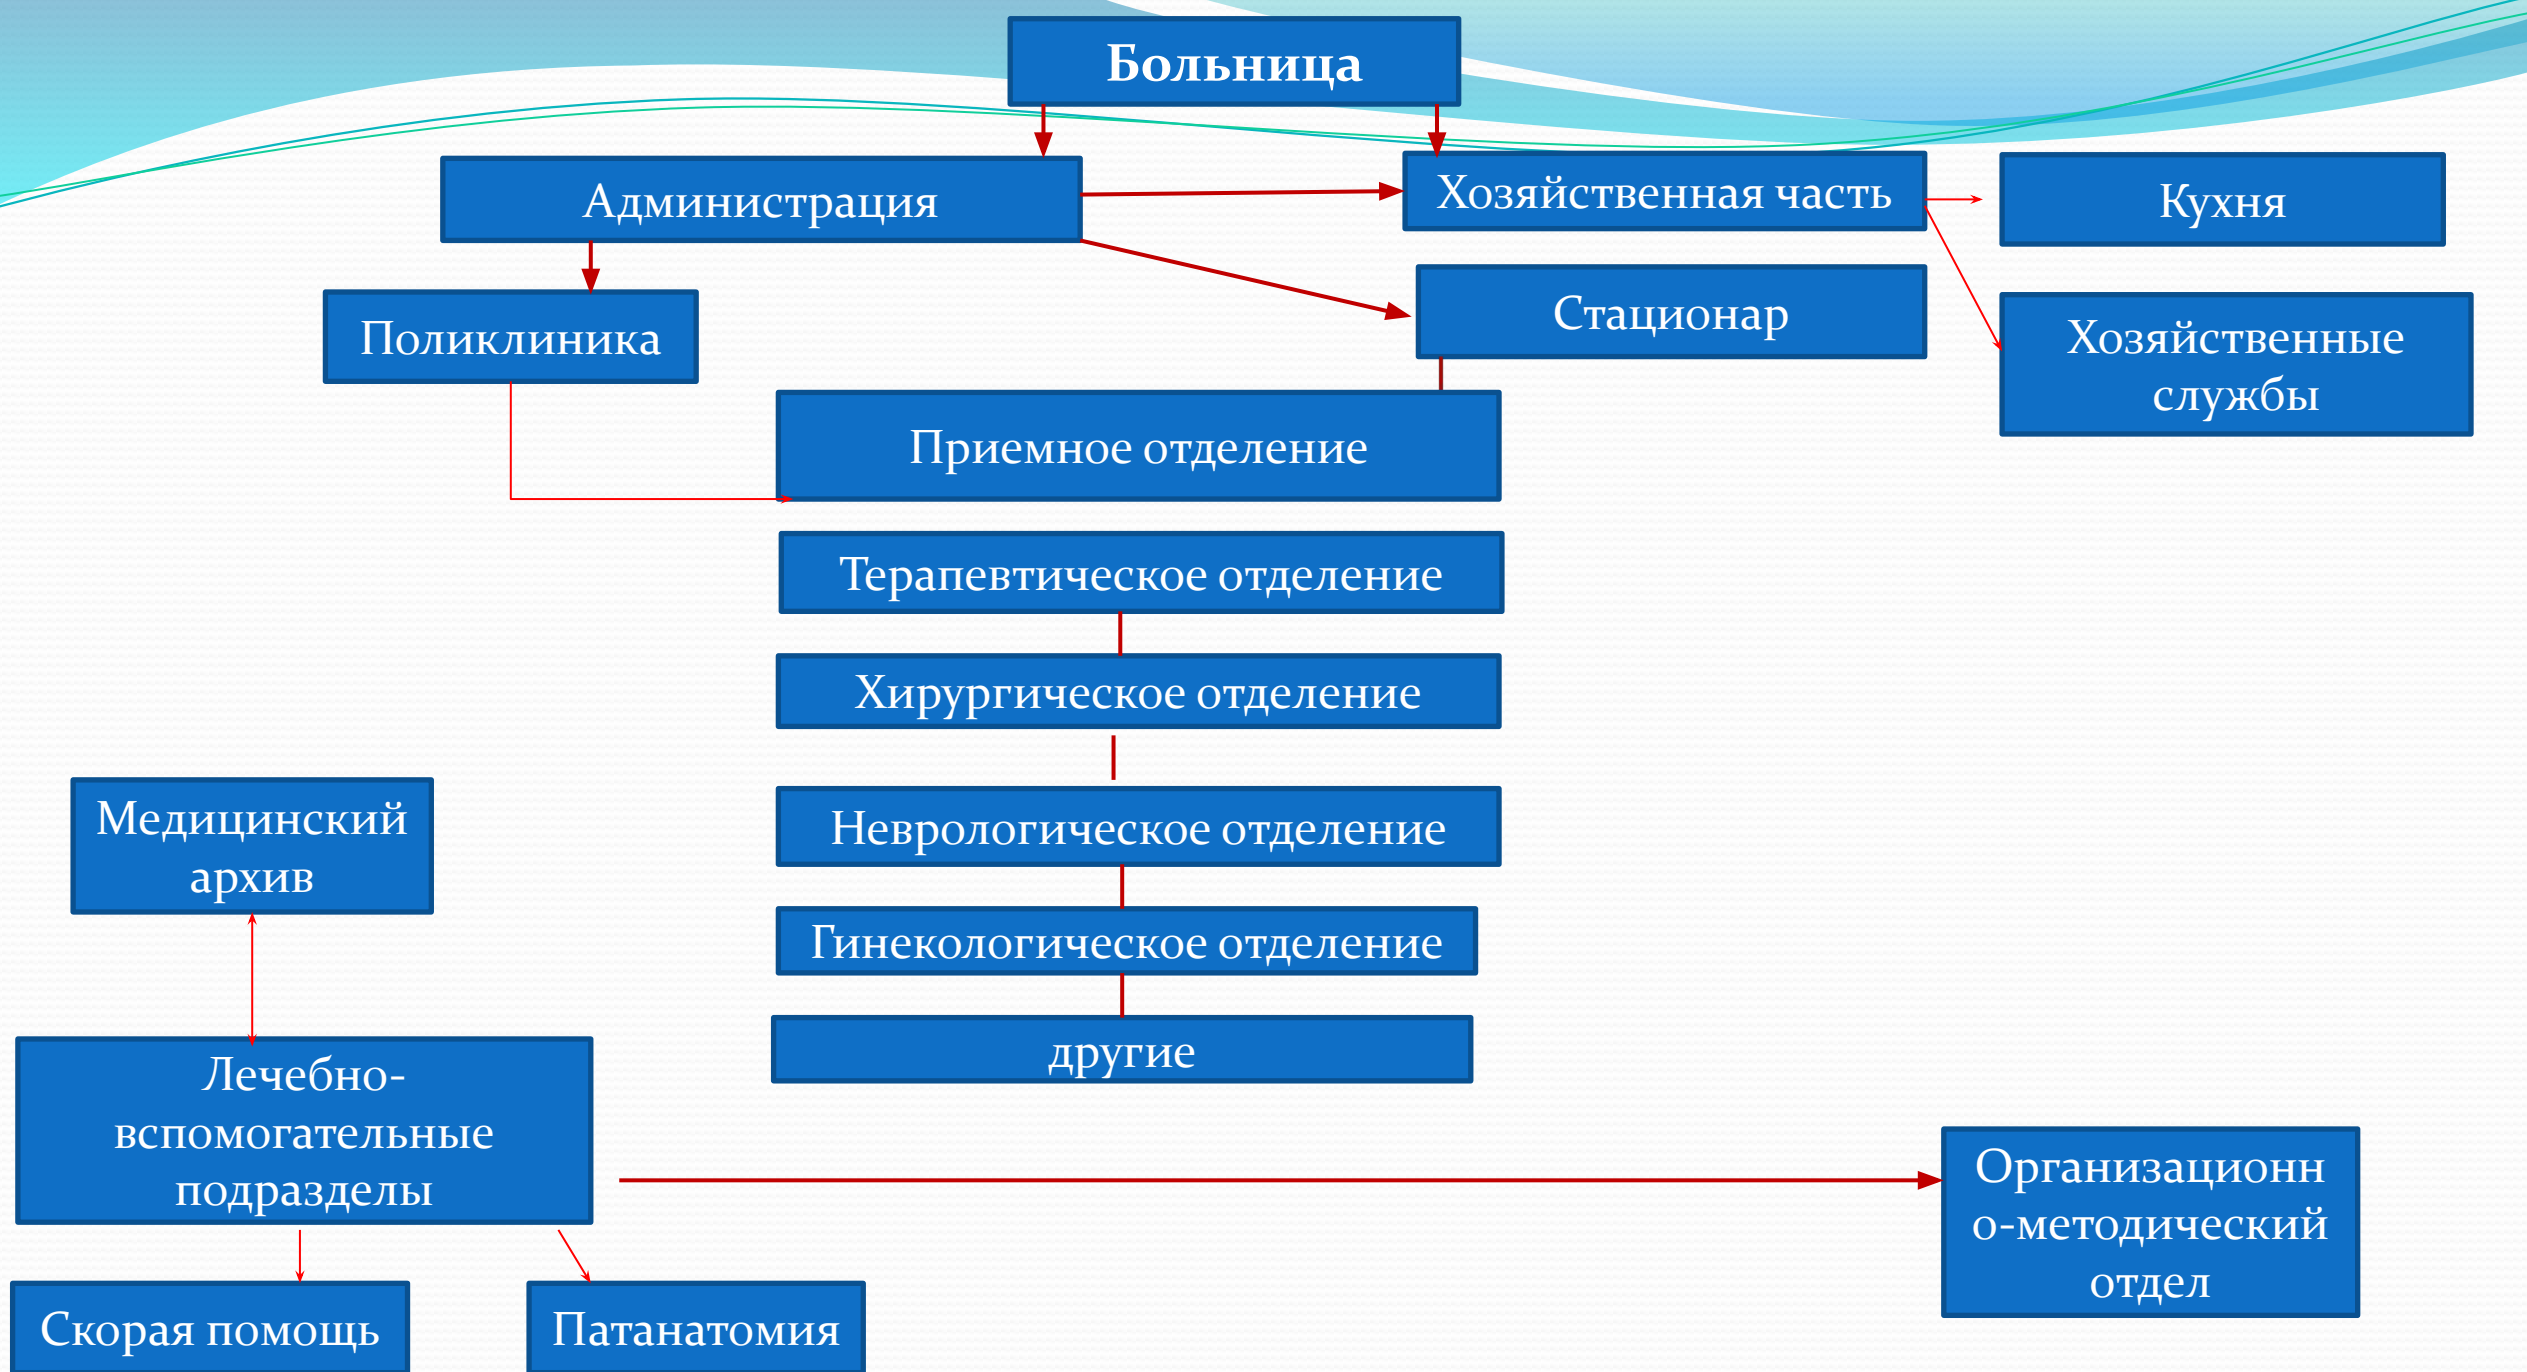 Больница
Администрация
Хозяйственная часть
Кухня
Поликлиника
Стационар
Хозяйственные
службы
Приемное отделение
Терапевтическое отделение
Хирургическое отделение
Медицинский
архив
Неврологическое отделение
Гинекологическое отделение
другие
Лечебно-
вспомогательные
подразделы
Организационн
о-методический
отдел
Скорая помощь
Патанатомия